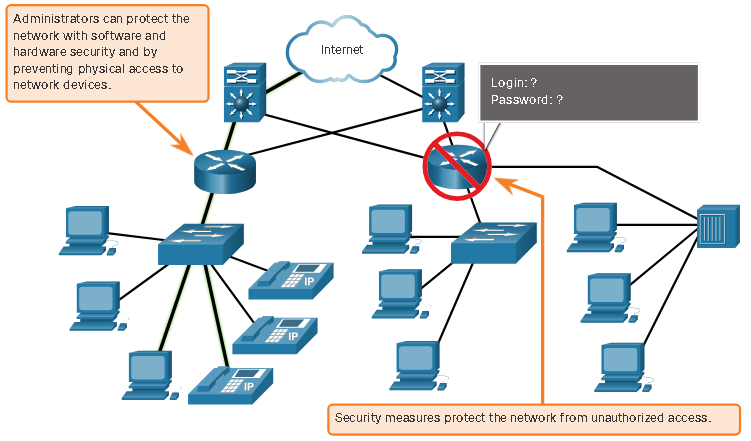 Administrators can protect the
network with software and
hardware security and by
preventing physical access to
network devices.
Internet
Login: ?
Password: ?
IP
IP
IP
Security measures protect the network from unauthorized access.